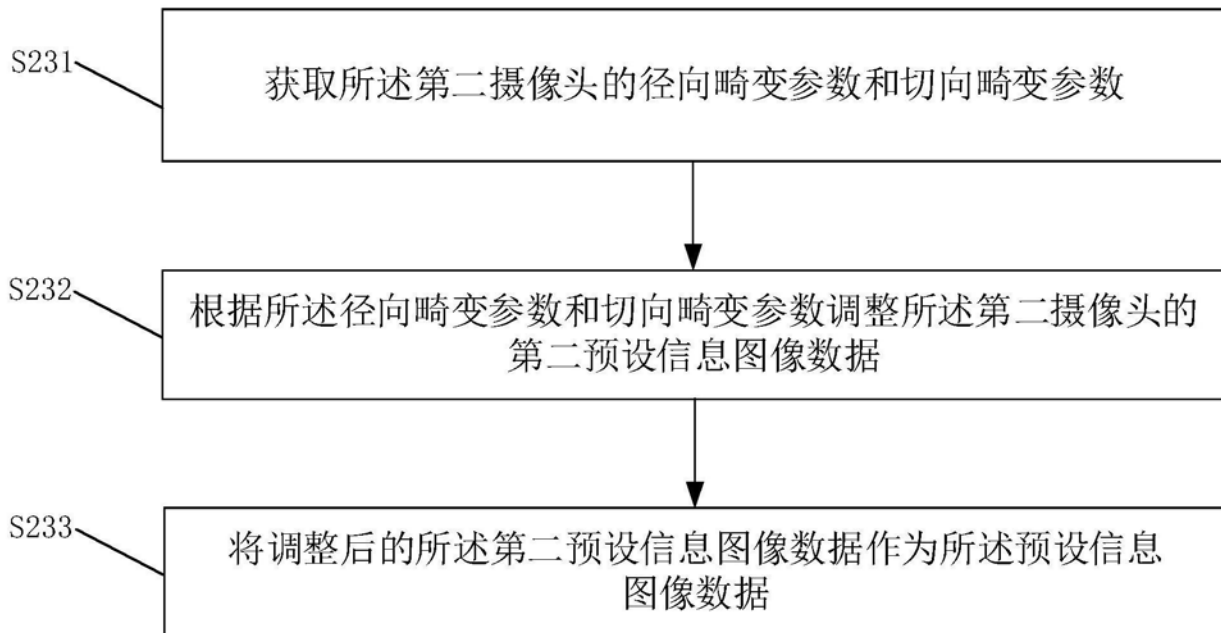 S231
获取所述第二摄像头的径向畸变参数和切向畸变参数
S232
根据所述径向畸变参数和切向畸变参数调整所述第二摄像头的
第二预设信息图像数据
S233
将调整后的所述第二预设信息图像数据作为所述预设信息
图像数据